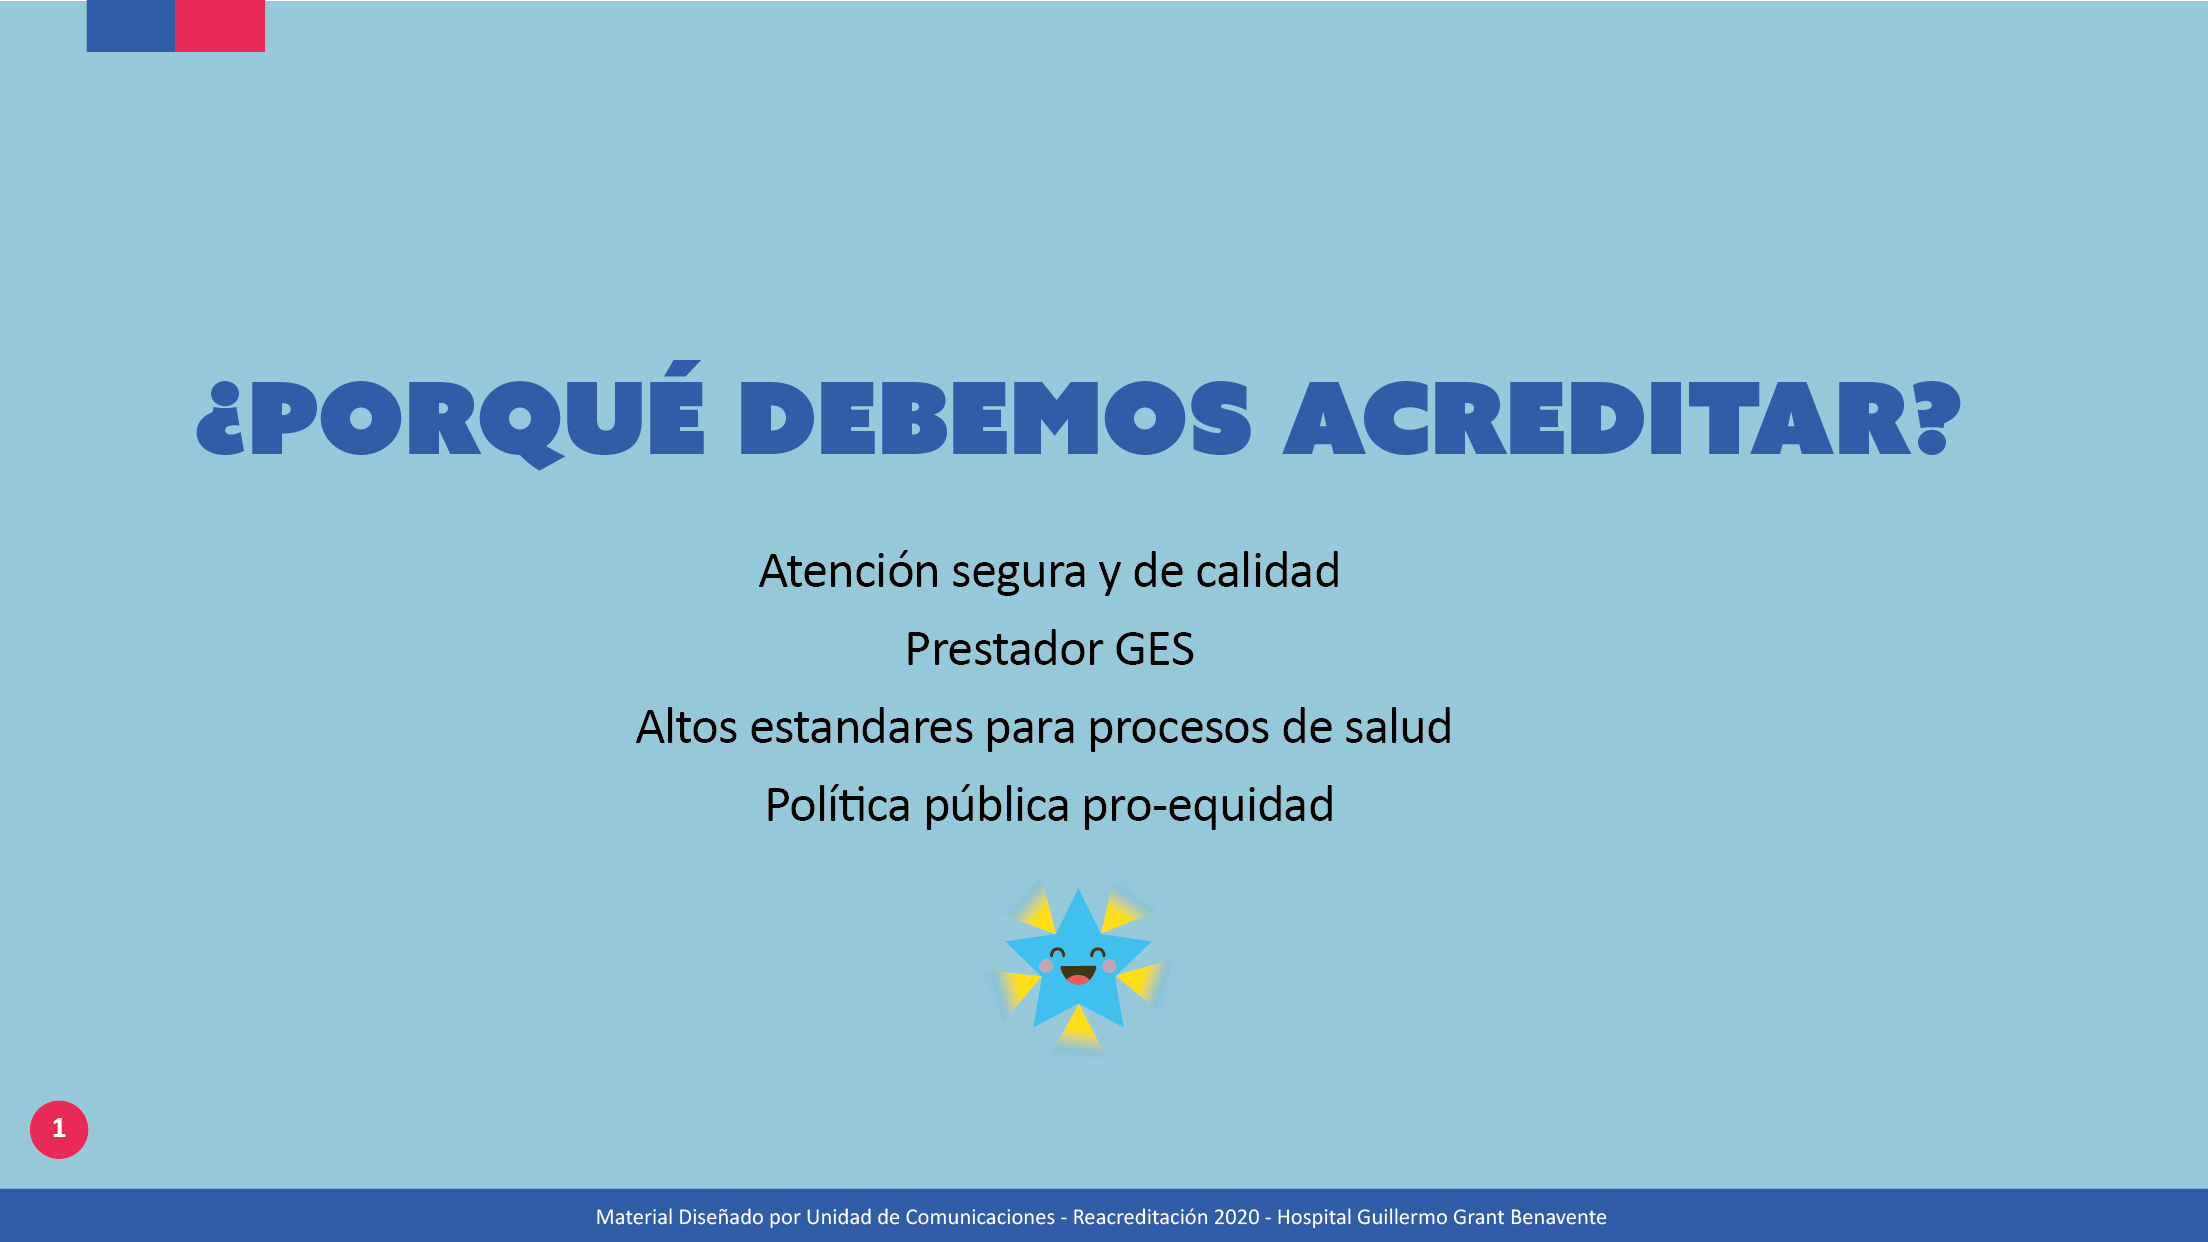 ¿PORQUÉ DEBEMOS ACREDITAR?
Atención segura y de calidad
Prestador GES
Altos estandares para procesos de salud
Política pública pro-equidad
1
Material Diseñado por Unidad de Comunicaciones - Reacreditación 2020 - Hospital Guillermo Grant Benavente